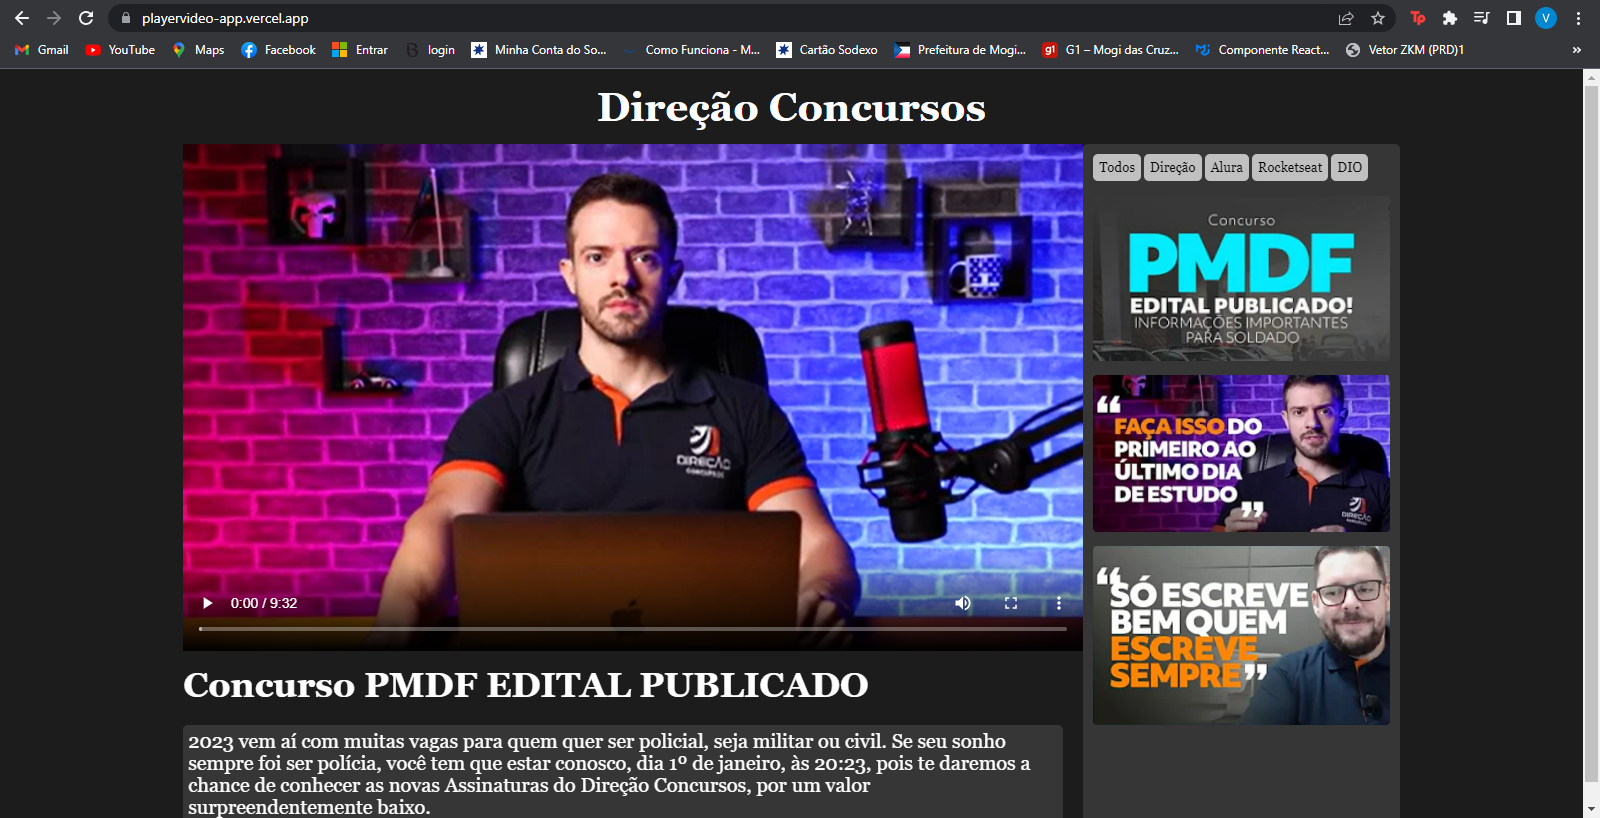 playervideo-app.vercel.app
Tp
V
Gmail
YouTube
Maps
Facebook
Entrar
login
Minha Conta do So...
Como Funciona - M...
Cartão Sodexo
Prefeitura de Mogi...
g1
G1 – Mogi das Cruz...
Componente React...
Vetor ZKM (PRD)1
»
Direção Concursos
DIREÇÃO
CONCURSOS
0:00 / 9:32
Todos
Direção
Alura
Rocketseat
DIO
Concurso
PMDF
EDITAL PUBLICADO!
INFORMAÇÕES IMPORTANTES
PARA SOLDADO
“
FAÇA ISSO DO
PRIMEIRO AO
ÚLTIMO DIA
DE ESTUDO
”
DIREÇÃO
“
SÓ ESCREVE
BEM QUEM
ESCREVE
SEMPRE”
Concurso PMDF EDITAL PUBLICADO
2023 vem aí com muitas vagas para quem quer ser policial, seja militar ou civil. Se seu sonho
sempre foi ser polícia, você tem que estar conosco, dia 1º de janeiro, às 20:23, pois te daremos a
chance de conhecer as novas Assinaturas do Direção Concursos, por um valor
surpreendentemente baixo.